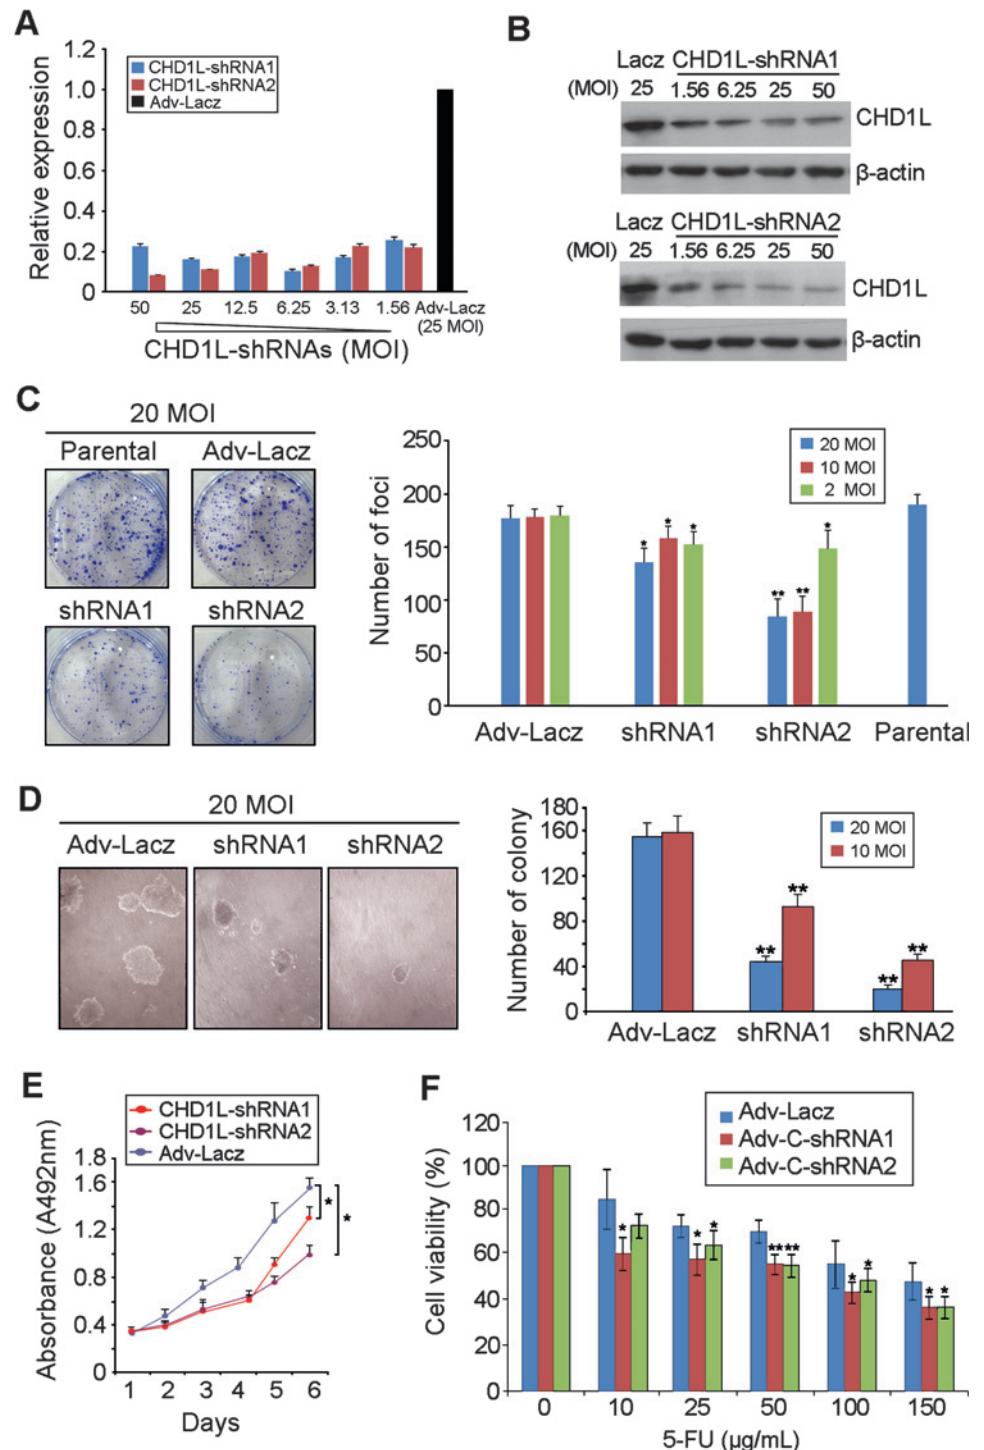 A
1.2
1.0
0.6
0.4
0.2
0
Relative expression
CHD1L-shRNA1
CHD1L-shRNA2
Adv-Lacz
50 25 12.5 6.25 3.13 1.56 Adv-Lacz
(25 MOI)
CHD1L-shRNAs (MOI)
B
Lacz CHD1L-shRNA1
(MOI) 25 1.56 6.25 25 50
CHD1L
β-actin
Lacz CHD1L-shRNA2
(MOI) 25 1.56 6.25 25 50
CHD1L
β-actin
C
20 MOI
Parental Adv-Lacz
shRNA1 shRNA2
250
200
150
100
50
0
Number of foci
20 MOI
10 MOI
2 MOI
*
*
*
**
**
*
Adv-Lacz shRNA1 shRNA2 Parental
D
20 MOI
Adv-Lacz shRNA1 shRNA2
180
160
120
80
40
0
Number of colony
20 MOI
10 MOI
**
**
**
**
Adv-Lacz shRNA1 shRNA2
E
CHD1L-shRNA1
CHD1L-shRNA2
Adv-Lacz
1.8
1.6
1.2
0.8
0.4
0
Absorbance (A492nm)
*
*
1 2 3 4 5 6
Days
F
Adv-Lacz
Adv-C-shRNA1
Adv-C-shRNA2
120
100
80
60
40
20
0
Cell viability (%)
*
*
*
****
*
*
*
*
0 10 25 50 100 150
5-FU (µg/mL)